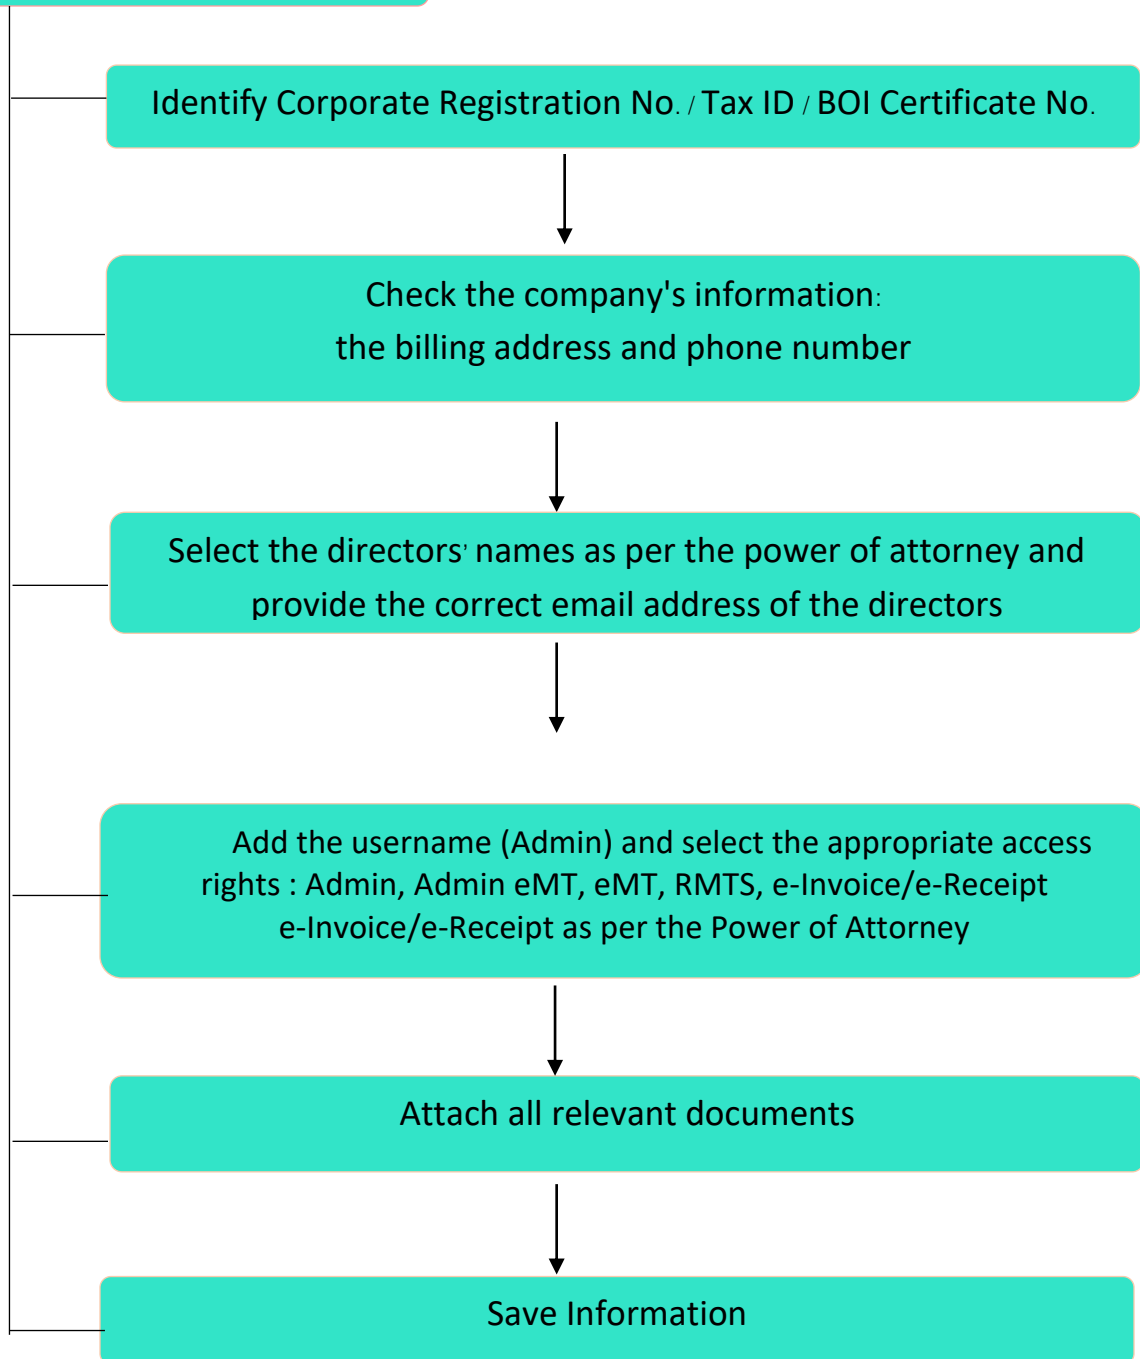 Identify Corporate Registration No. / Tax ID / BOI Certificate No.
Check the company's information:
the billing address and phone number
Select the directors' names as per the power of attorney and
provide the correct email address of the directors
Add the username (Admin) and select the appropriate access
rights : Admin, Admin eMT, eMT, RMTS, e-Invoice/e-Receipt
e-Invoice/e-Receipt as per the Power of Attorney
Attach all relevant documents
Save Information